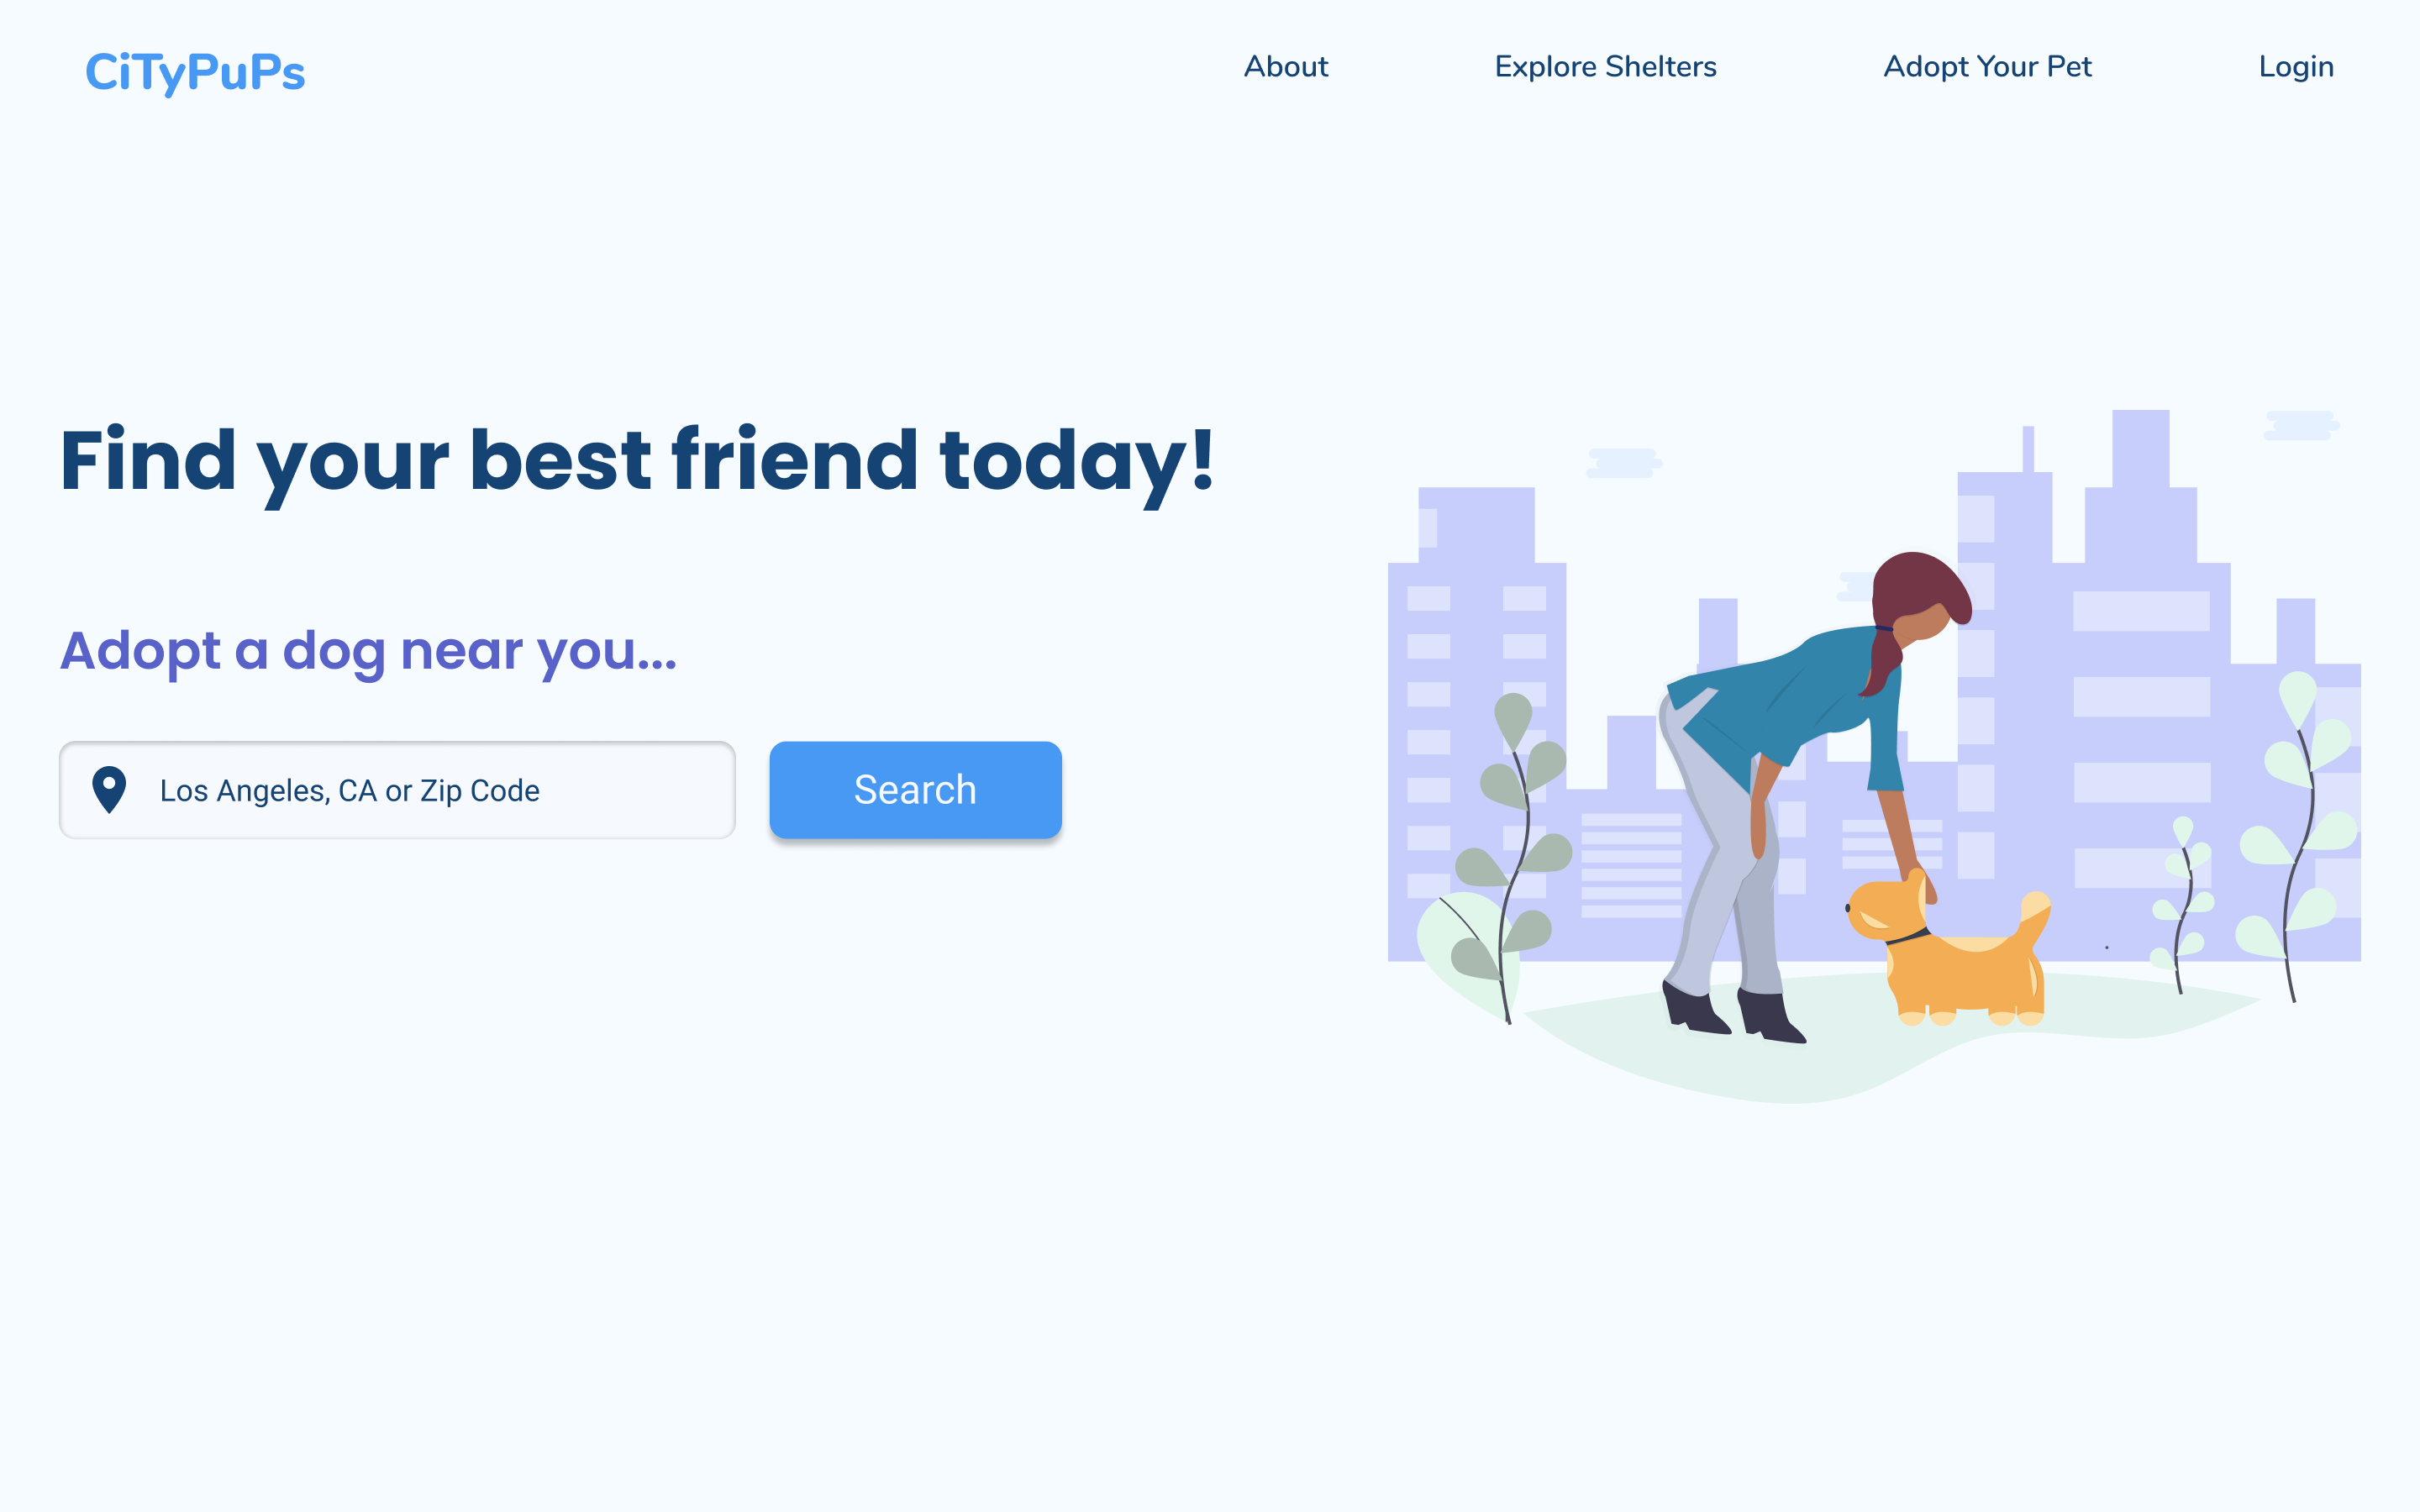 CiTyPuPs
About
Explore Shelters
Adopt Your Pet
Login
Find your best friend today!
Adopt a dog near you...
Los Angeles, CA or Zip Code
Search